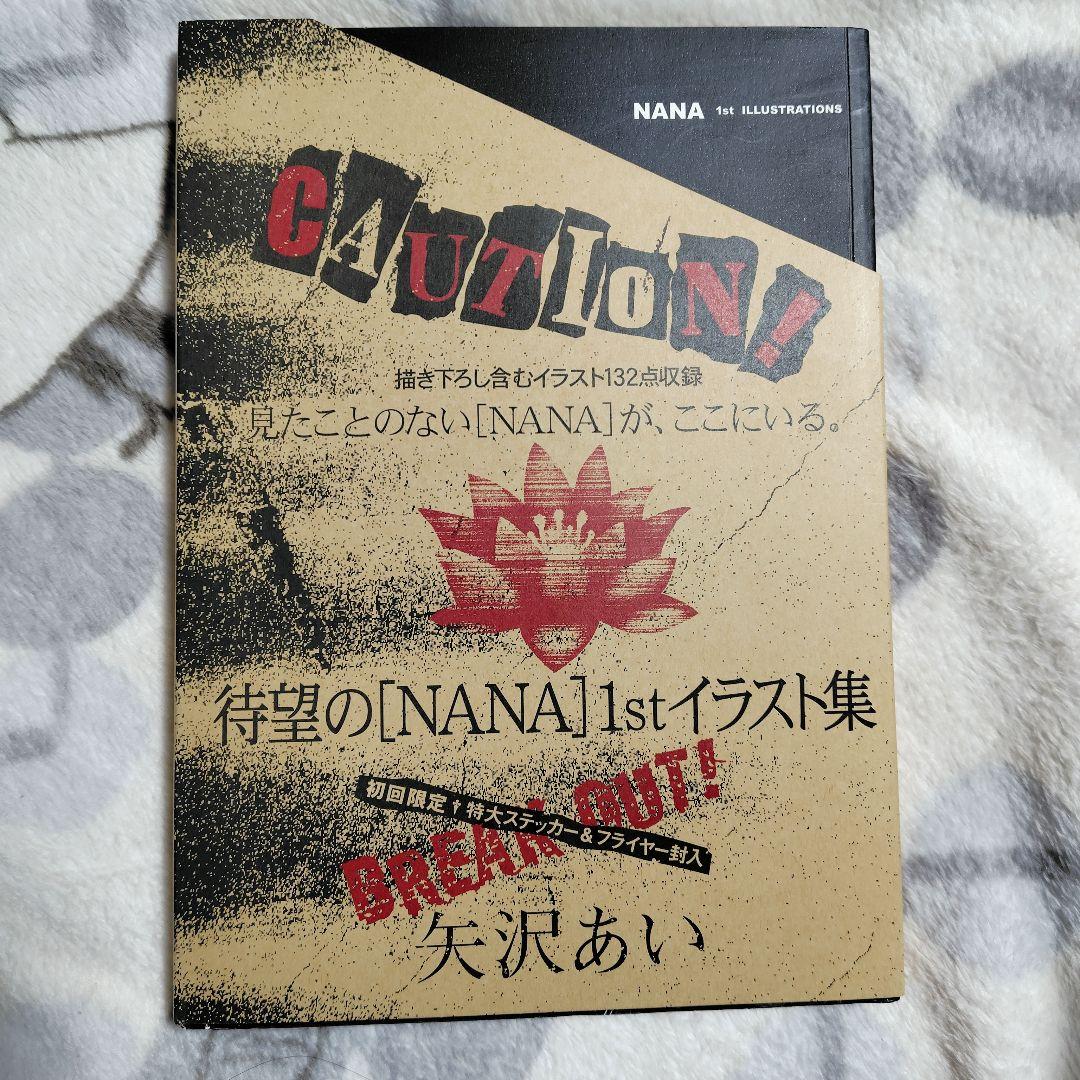 NANA 1st ILLUSTRATIONS
CAUTION!
描き下ろし含むイラスト132点収録
見たことのない[NANA]が、ここにいる。
待望の[NANA]1stイラスト集
BREAK OUT!
初回限定†特大ステッカー&フライヤー封入
矢沢あい